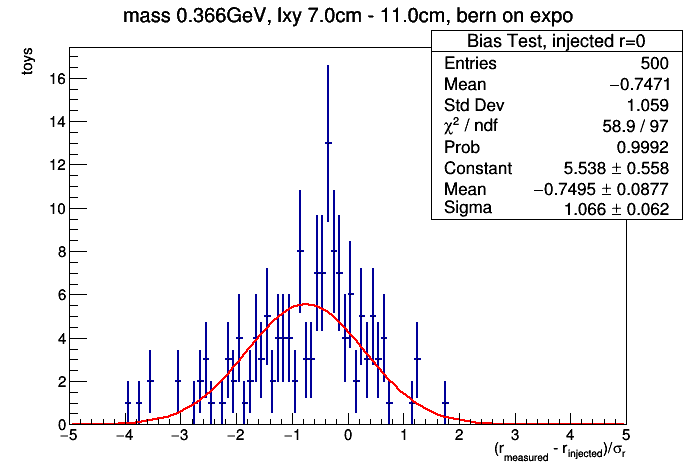 mass 0.366GeV, lxy 7.0cm - 11.0cm, bern on expo
Bias Test, injected r=0
Entries 500
Mean −0.7471
Std Dev 1.059
χ² / ndf 58.9 / 97
Prob 0.9992
Constant 5.538 ± 0.558
Mean −0.7495 ± 0.0877
Sigma 1.066 ± 0.062
toys
16
14
12
10
8
6
4
2
0
−5 −4 −3 −2 −1 0 1 2 3 4 5
(r_measured - r_injected)/σ_r